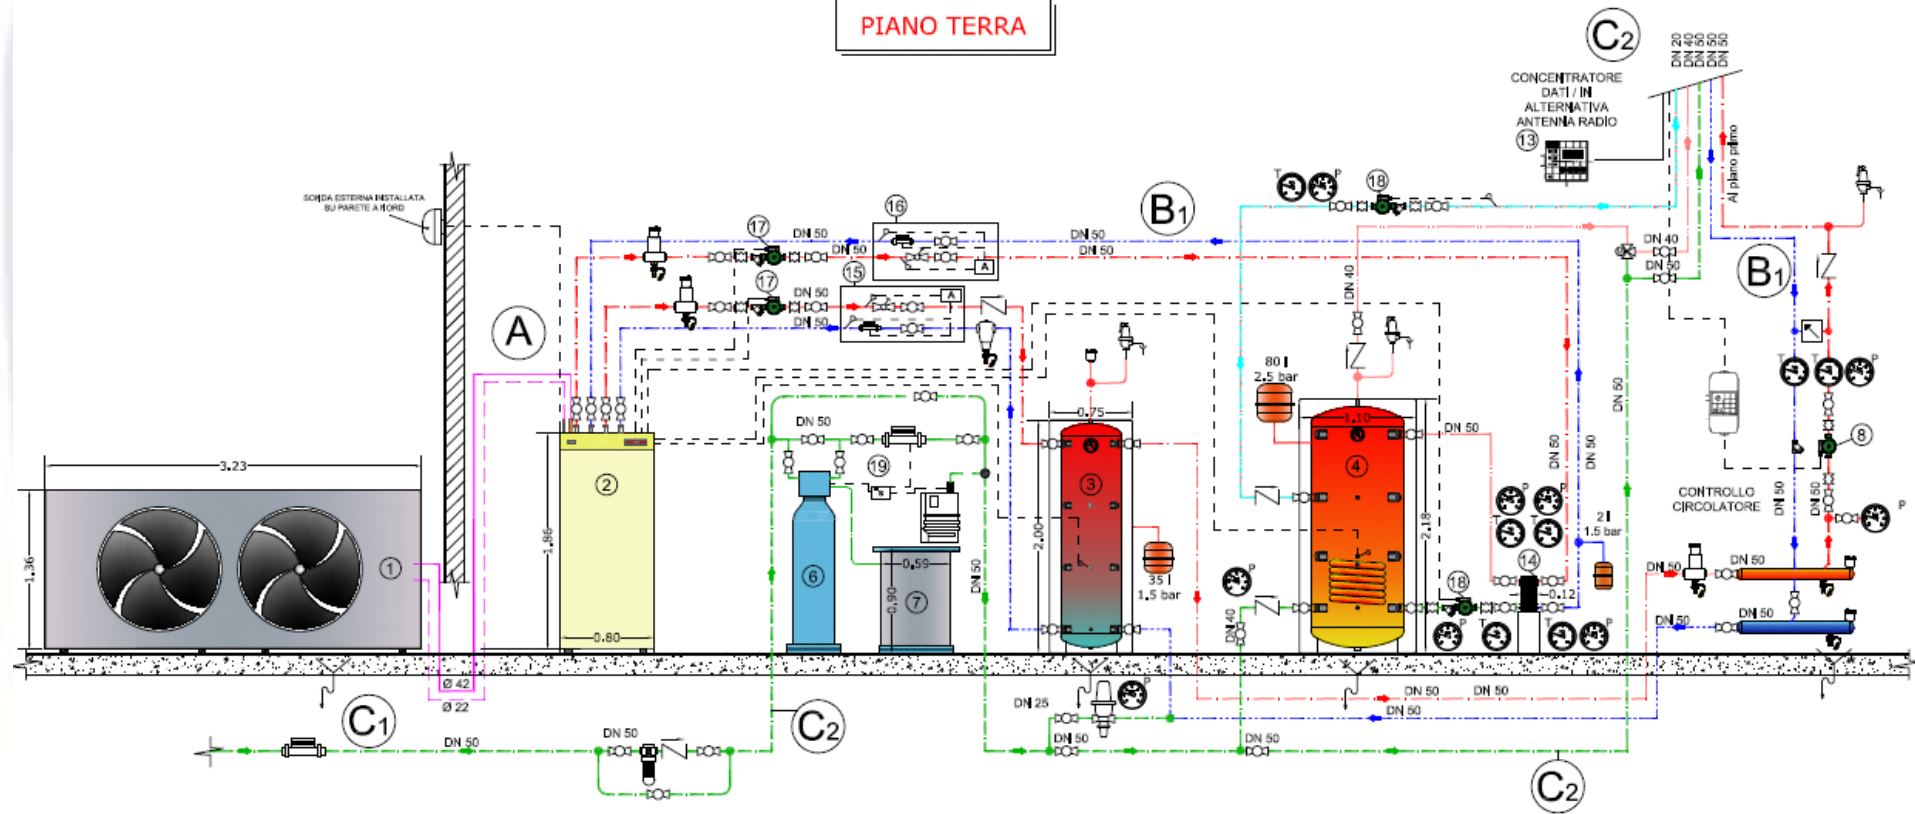 PIANO TERRA
C2
DN 20
DN 40
DN 50
DN 50
DN 50
CONCENTRATORE
DATI / IN
ALTERNATIVA
ANTENNA RADIO
13
Al piano primo
SONDA ESTERNA INSTALLATA
SU PARETE A NORD
T
P
18
B1
16
17
DN 50
DN 50
DN 50
DN 50
A
15
17
DN 50
DN 50
A
A
DN 40
DN 40
DN 50
B1
T
T
P
80 l
2.5 bar
DN 50
0.75
1.10
DN 50
DN 50
DN 50
DN 50
8
3.23
2
19
3
4
1.86
1.36
2.00
2.18
P
P
T
T
CONTROLLO
CIRCOLATORE
DN 50
DN 50
P
2 l
1.5 bar
1
6
0.59
0.90
7
DN 50
35 l
1.5 bar
P
18
14
0.12
DN 50
DN 50
DN 50
0.80
DN 40
P
T
T
P
Ø 42
Ø 22
C1
C2
DN 25
P
DN 50
DN 50
DN 50
DN 50
DN 50
DN 50
DN 50
C2